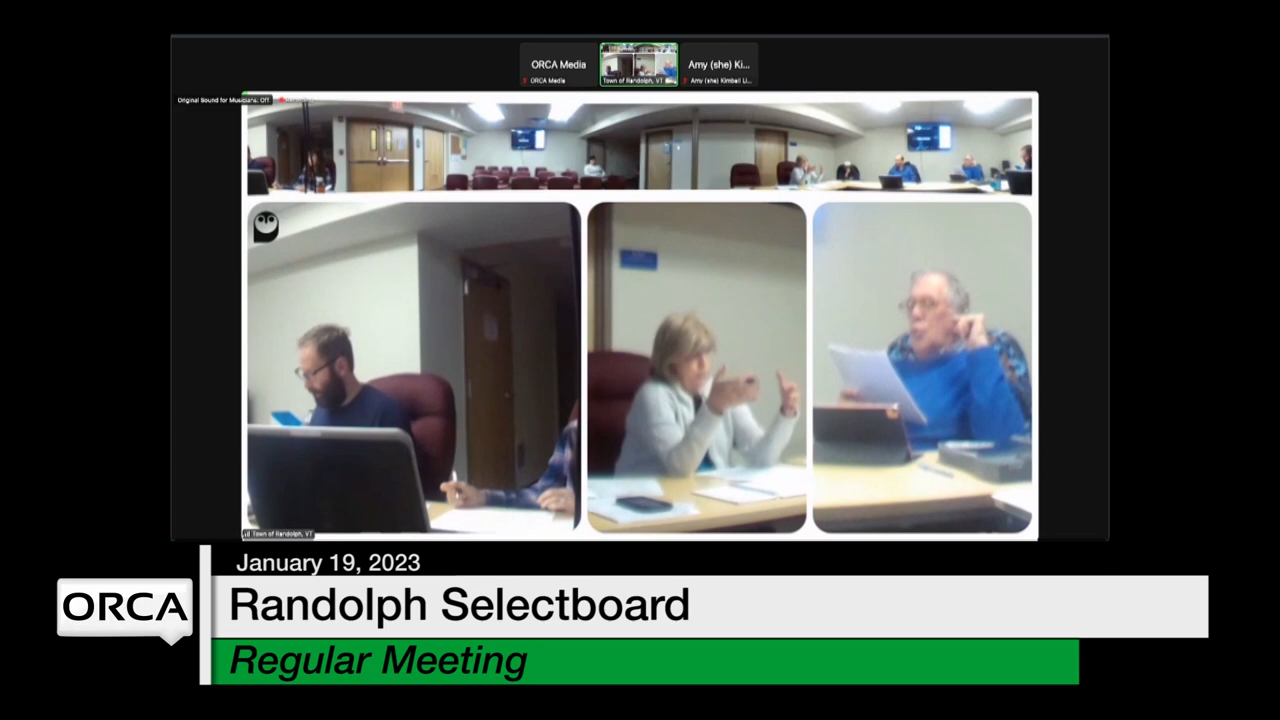 ORCA Media
Amy (she) Ki...
ORCA Media
Town of Randolph, VT
Amy (she) Kimball Li...
Original Sound for Musicians: Off
Town of Randolph, VT
January 19, 2023
ORCA
Randolph Selectboard
Regular Meeting